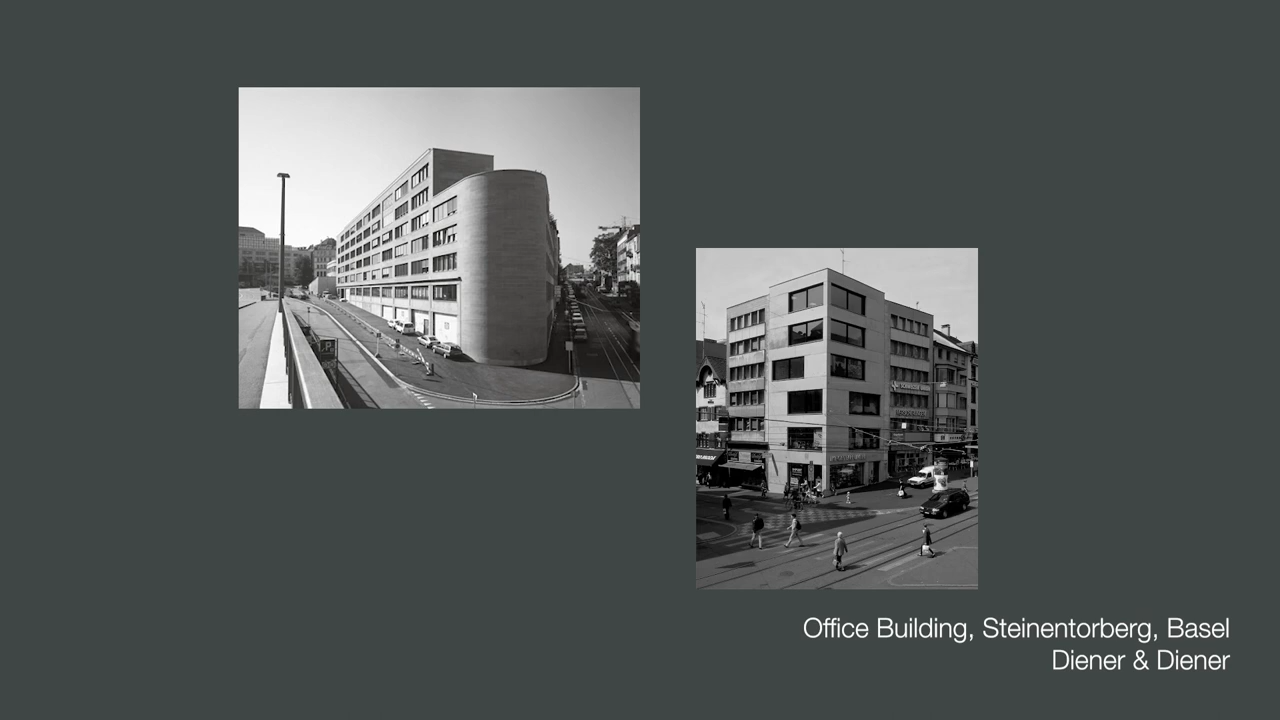 Office Building, Steinentorberg, Basel
Diener & Diener